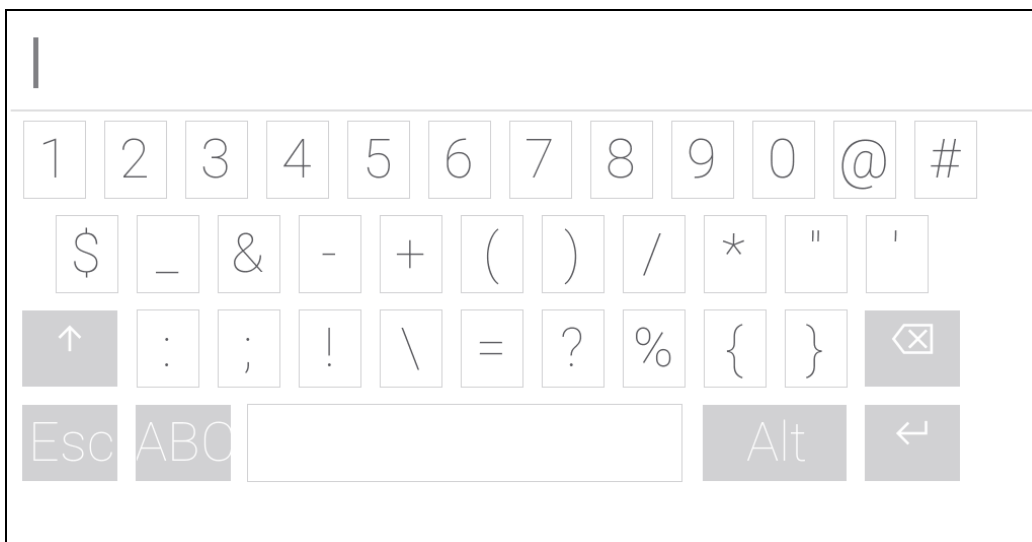 1 2 3 4 5 6 7 8 9 0 @ #
$ _ & - + ( ) / * " '
: ; ! \ = ? % { }
Esc ABC Alt